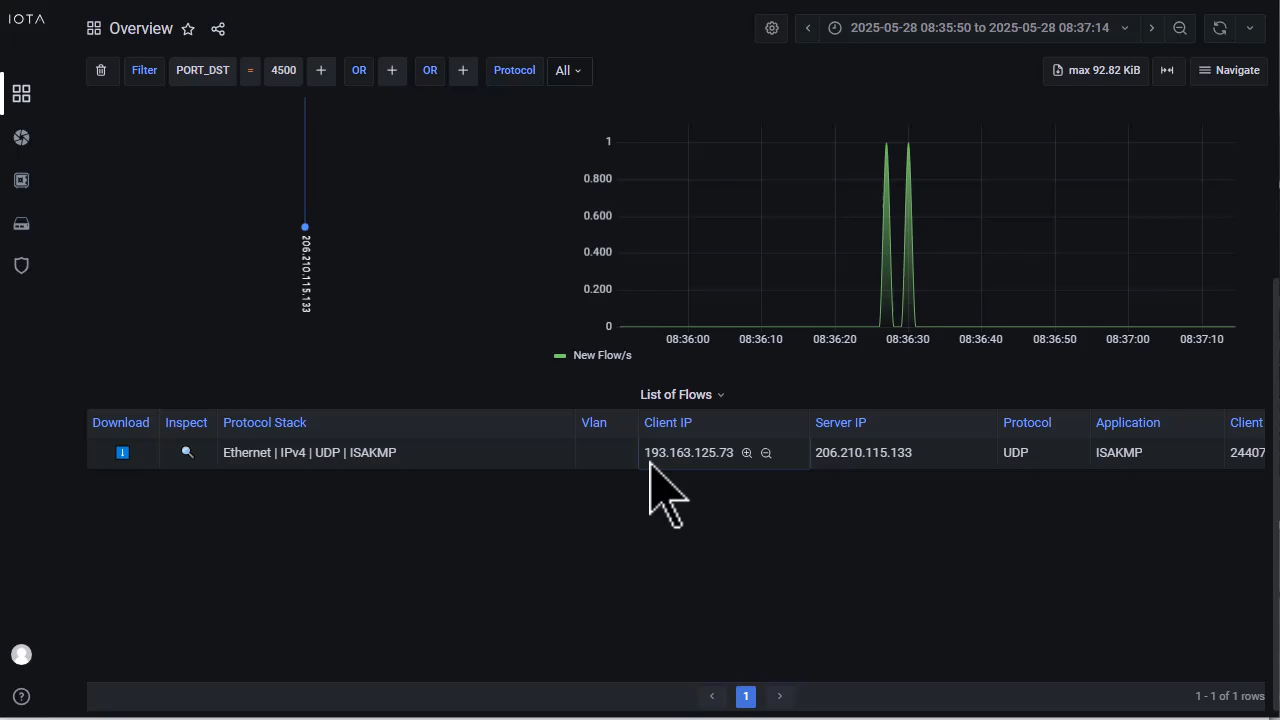 IOTA
Overview
2025-05-28 08:35:50 to 2025-05-28 08:37:14
Filter PORT_DST = 4500 + OR + OR + Protocol All
max 92.82 KiB
Navigate
206.210.115.133
1
0.800
0.600
0.400
0.200
0
08:36:00 08:36:10 08:36:20 08:36:30 08:36:40 08:36:50 08:37:00 08:37:10
New Flow/s
List of Flows
Download Inspect Protocol Stack Vlan Client IP Server IP Protocol Application Client
Ethernet | IPv4 | UDP | ISAKMP 193.163.125.73 206.210.115.133 UDP ISAKMP 24407
1
1 - 1 of 1 rows